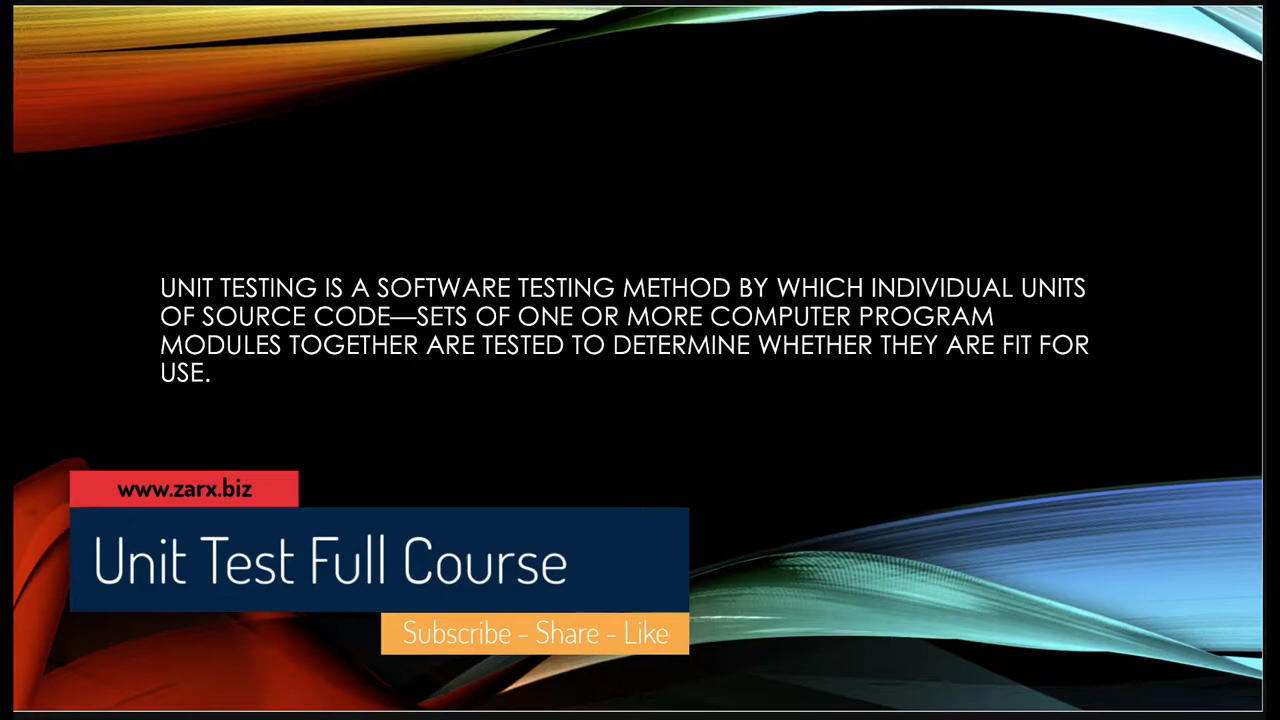 UNIT TESTING IS A SOFTWARE TESTING METHOD BY WHICH INDIVIDUAL UNITS
OF SOURCE CODE—SETS OF ONE OR MORE COMPUTER PROGRAM
MODULES TOGETHER ARE TESTED TO DETERMINE WHETHER THEY ARE FIT FOR
USE.
www.zarx.biz
Unit Test Full Course
Subscribe - Share - Like